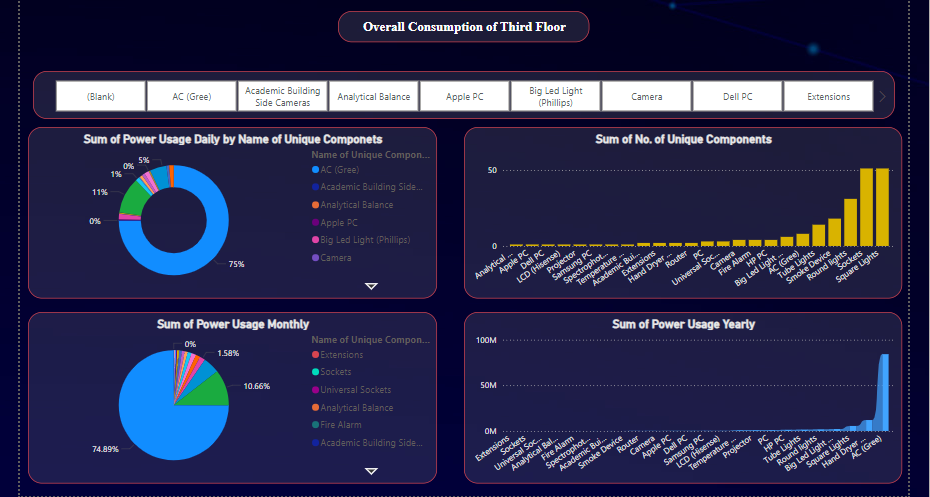 Overall Consumption of Third Floor
(Blank)
AC (Gree)
Academic Building
Side Cameras
Analytical Balance
Apple PC
Big Led Light
(Phillips)
Camera
Dell PC
Extensions
Sum of Power Usage Daily by Name of Unique Componets
0%
5%
1%
11%
0%
75%
Name of Unique Compon...
AC (Gree)
Academic Building Side...
Analytical Balance
Apple PC
Big Led Light (Phillips)
Camera
Sum of No. of Unique Components
50
0
Analytical ...
Apple PC
Dell PC
LCD (Hisense)
Projector
Samsung PC
Spectrophot...
Temperature ...
Academic Bui...
Extensions
Hand Dryer ...
Router
PC
Universal Soc...
Camera
Fire Alarm
HP PC
Big Led Light ...
AC (Gree)
Tube Lights
Smoke Device
Round lights
Sockets
Square Lights
Sum of Power Usage Monthly
0%
1.58%
10.66%
74.89%
Name of Unique Compon...
Extensions
Sockets
Universal Sockets
Analytical Balance
Fire Alarm
Academic Building Side...
Sum of Power Usage Yearly
100M
50M
0M
Extensions
Sockets
Universal Soc...
Analytical Bal...
Fire Alarm
Spectrophot...
Academic Bui...
Smoke Device
Router
Camera
Apple PC
Dell PC
Samsung PC
LCD (Hisense)
Temperature ...
Projector
PC
HP PC
Tube Lights
Round lights
Big Led Light ...
Square Lights
Hand Dryer ...
AC (Gree)